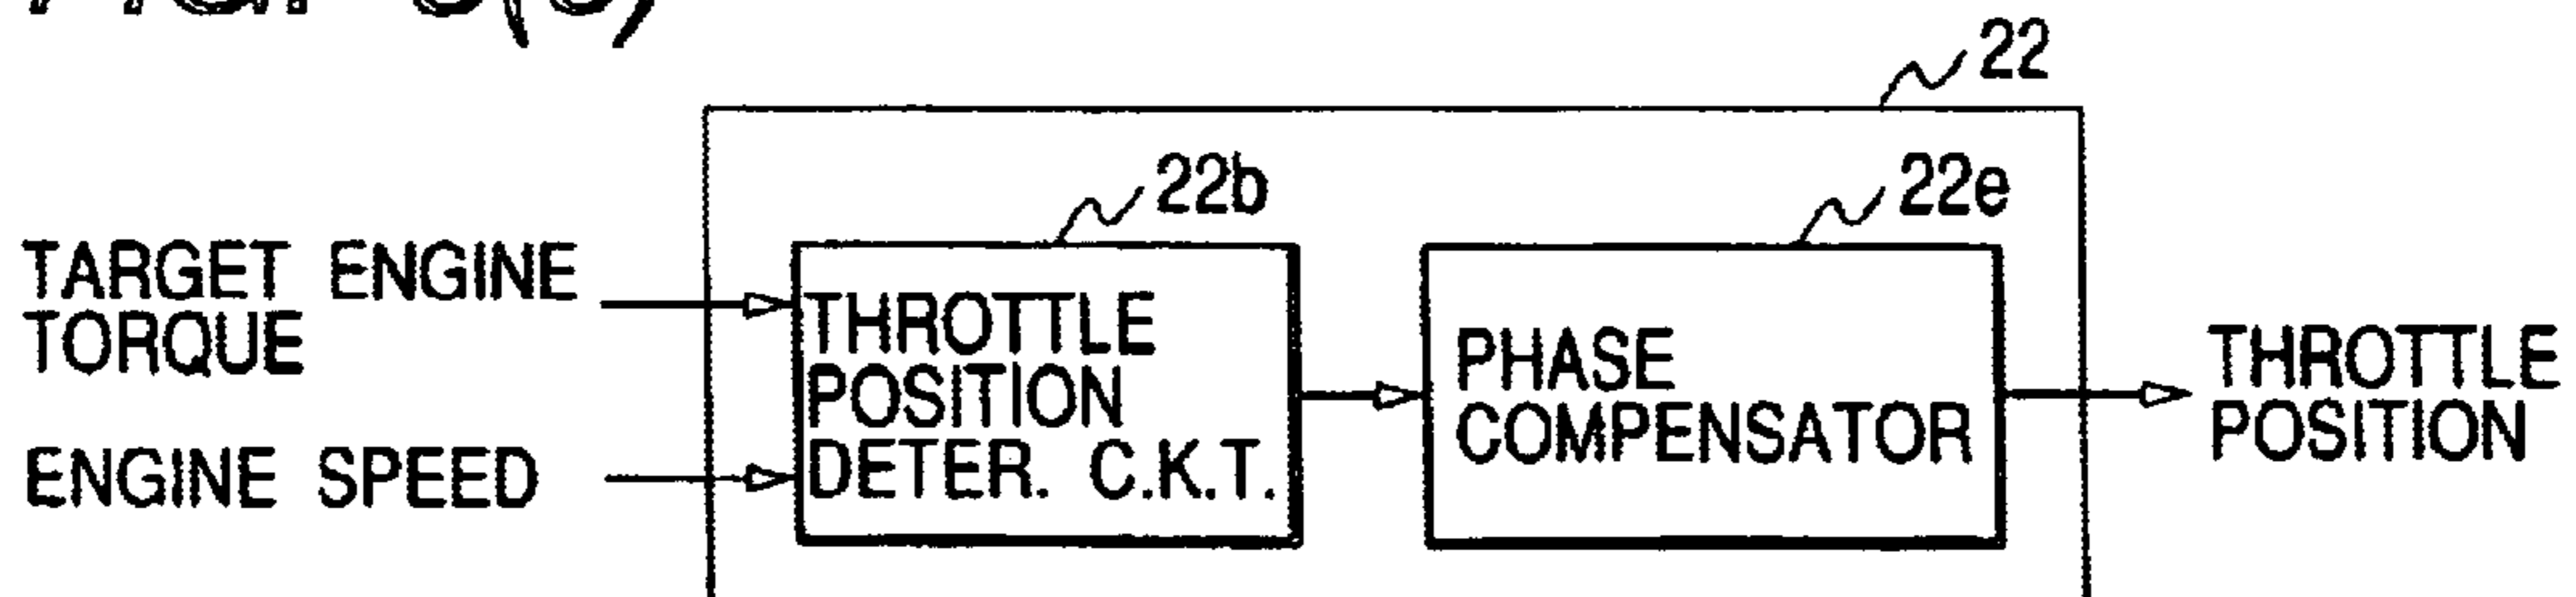 22
22b
22e
TARGET ENGINE
TORQUE
ENGINE SPEED
THROTTLE
POSITION
DETER. C.K.T.
PHASE
COMPENSATOR
THROTTLE
POSITION